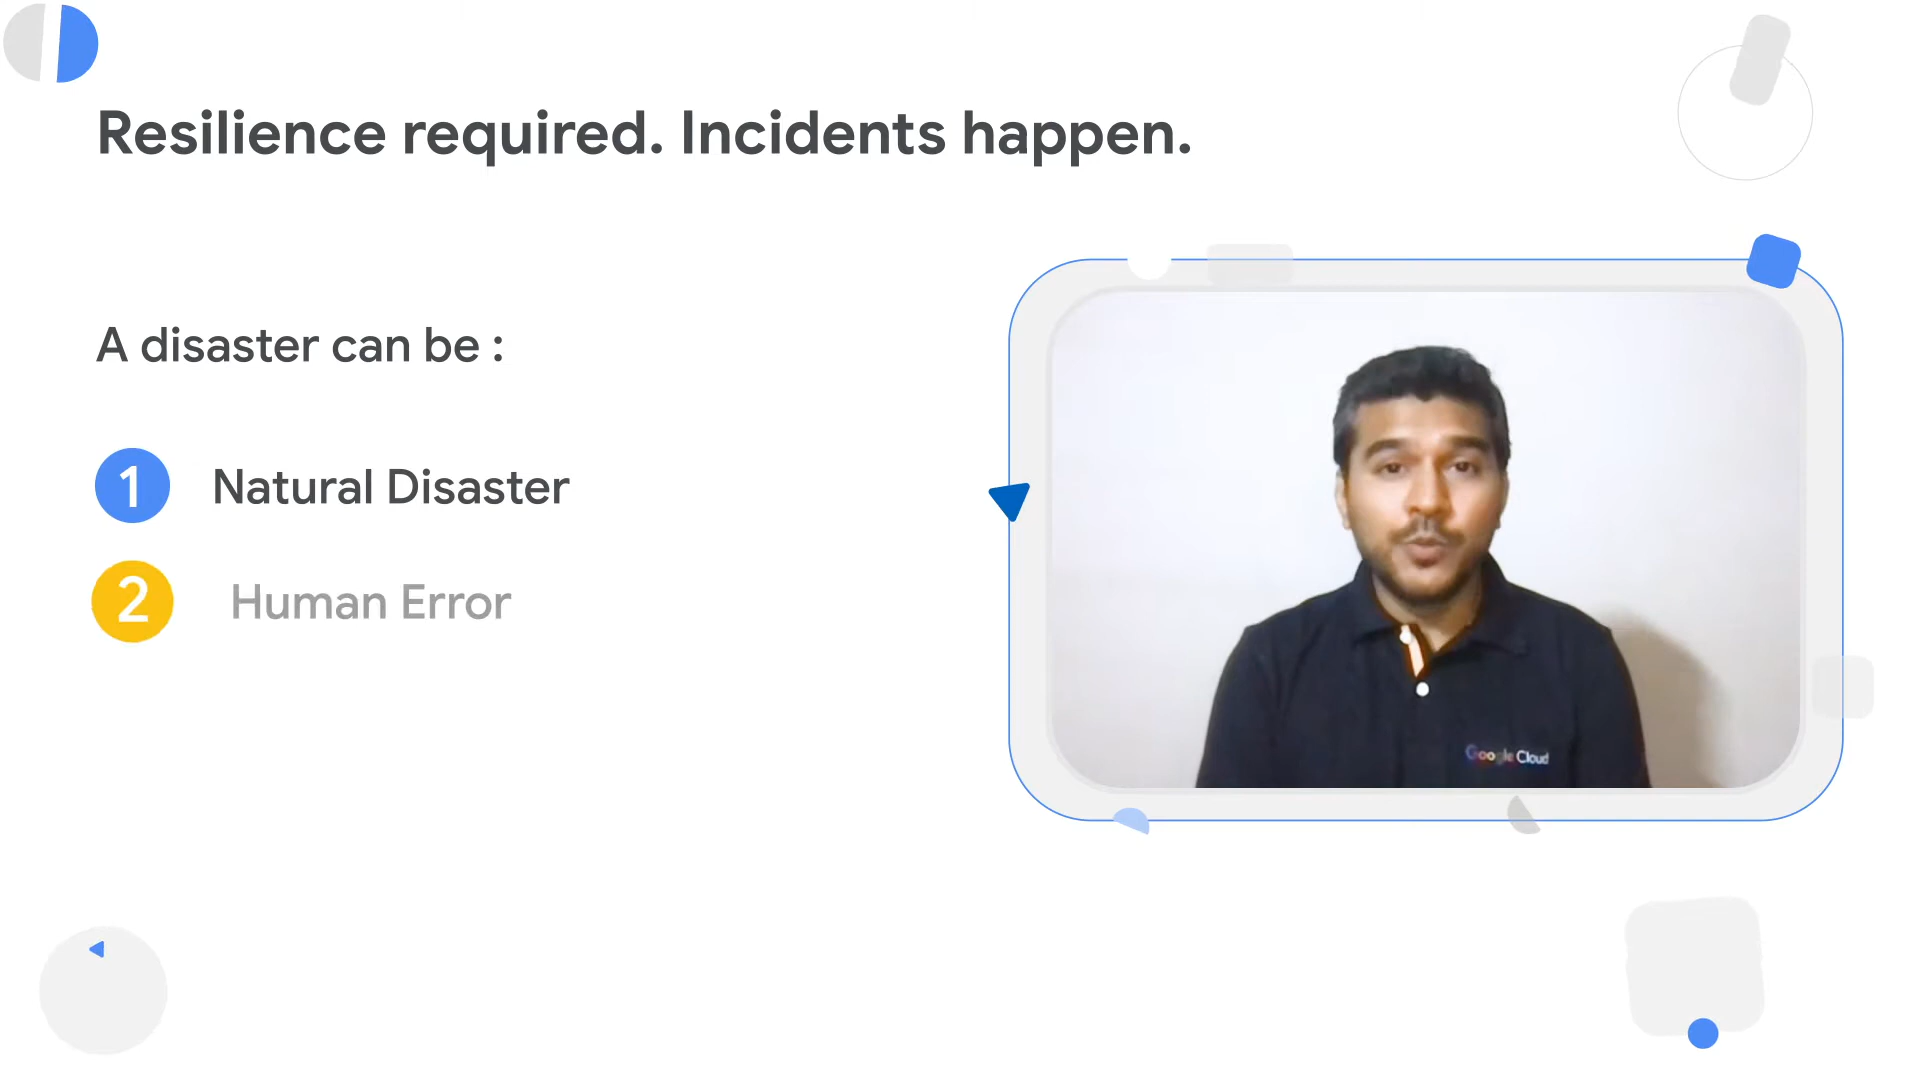 Resilience required. Incidents happen.
A disaster can be :
1 Natural Disaster
2 Human Error
Google Cloud